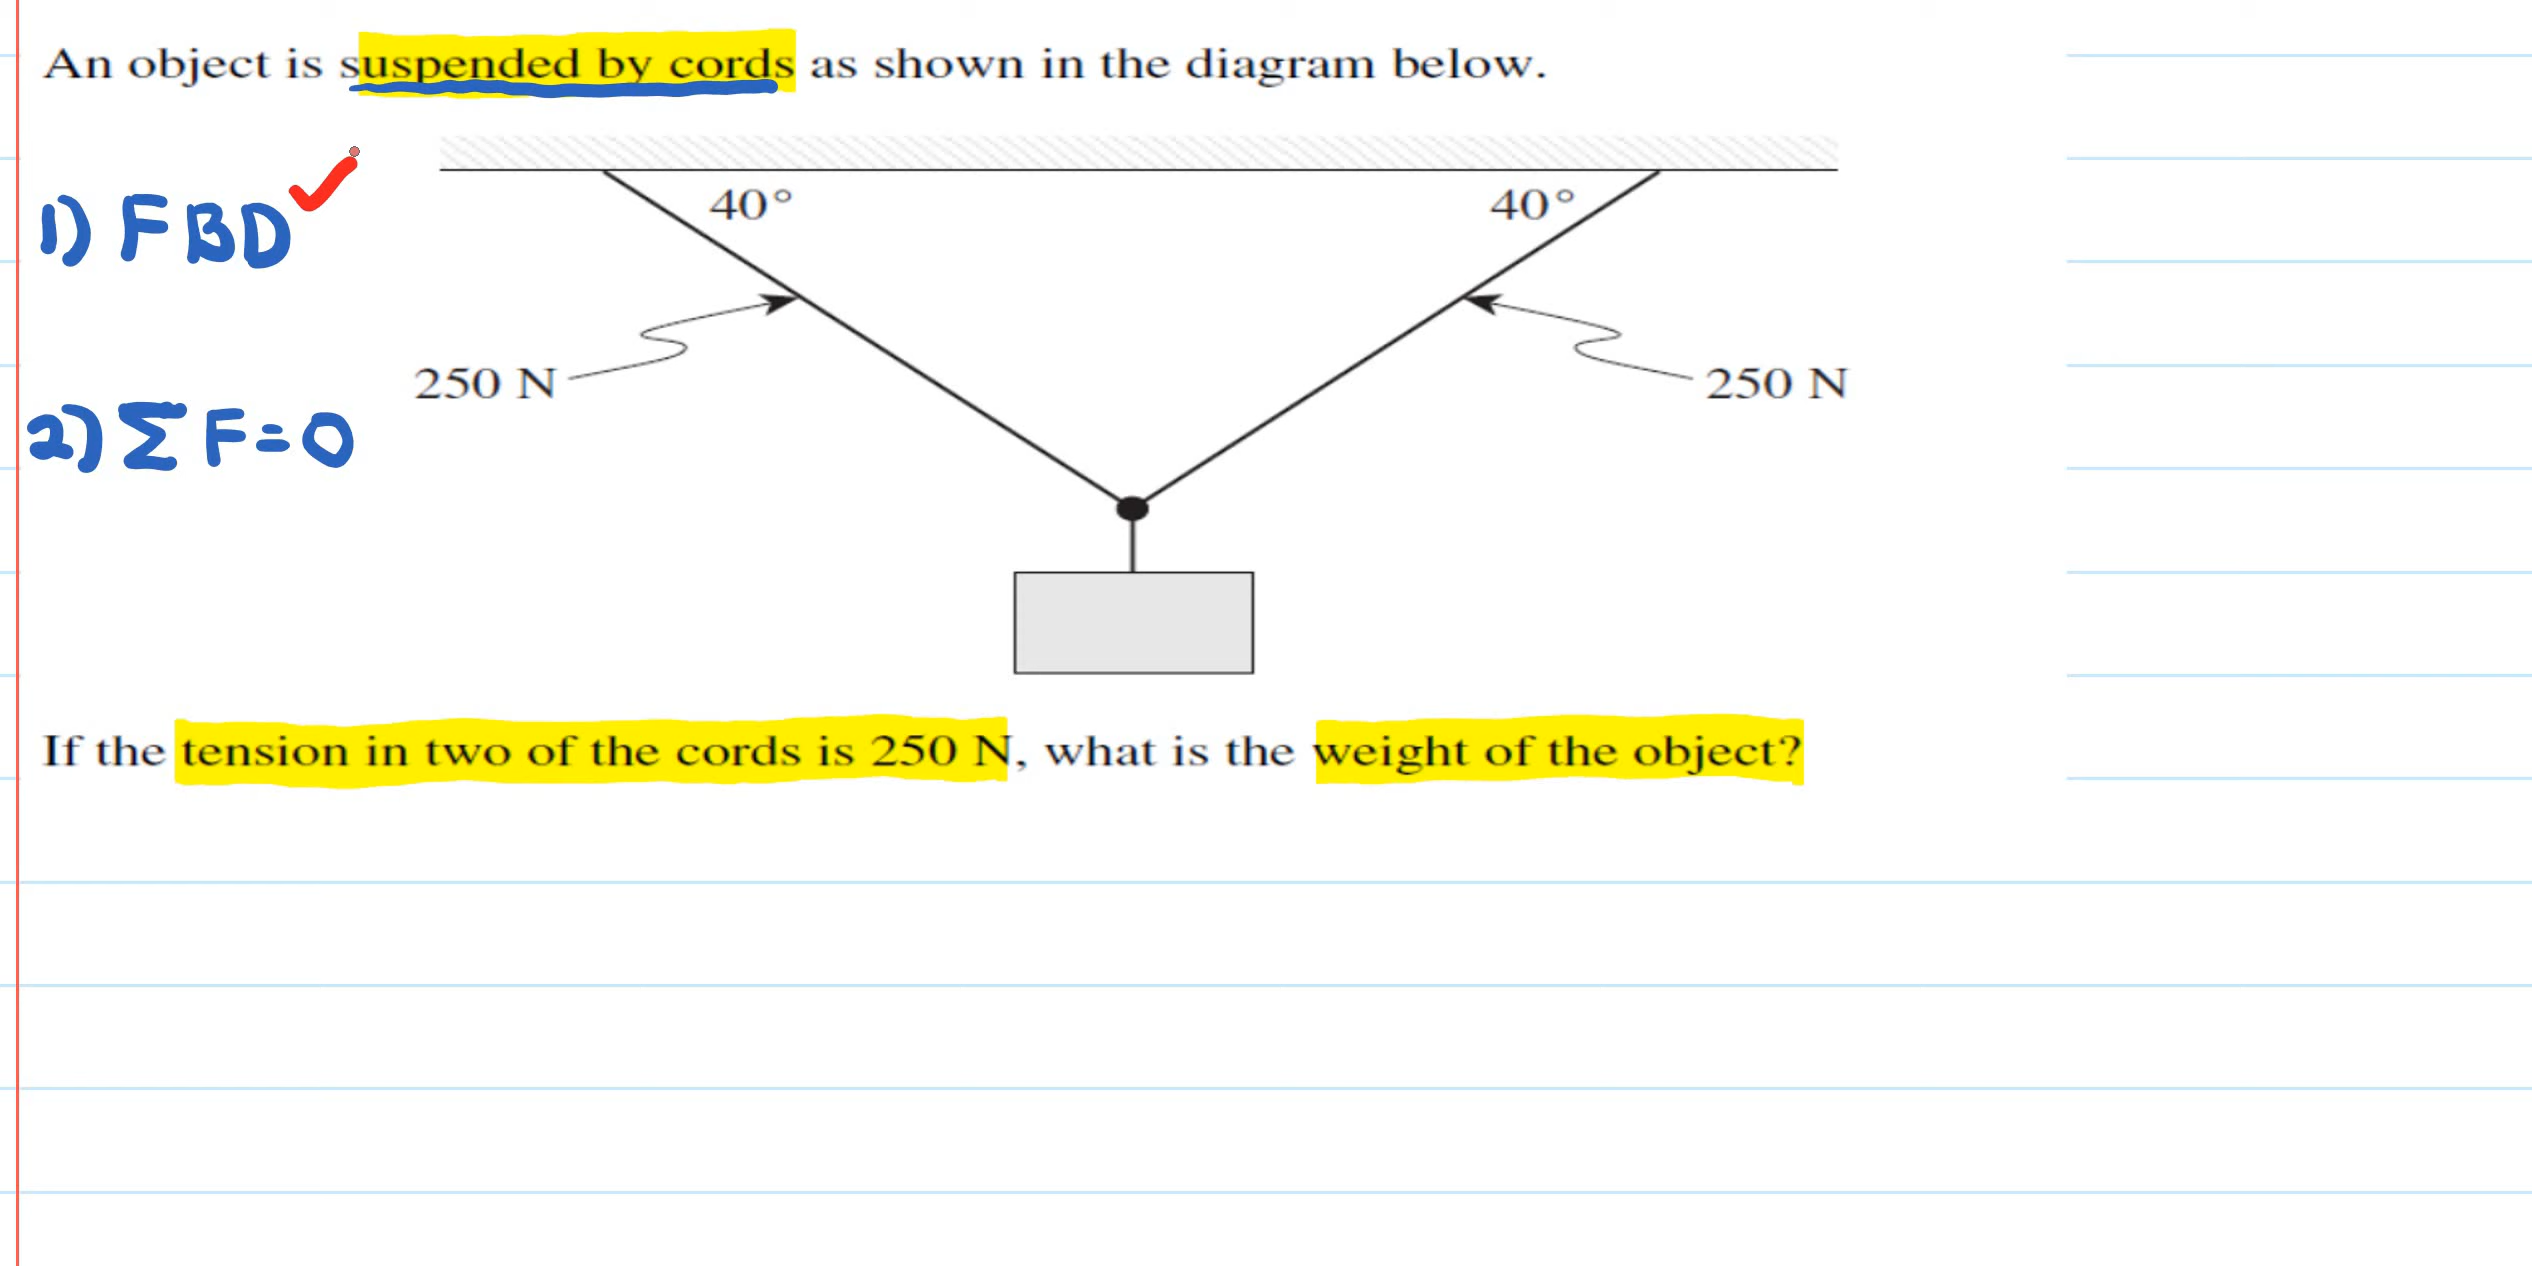 An object is suspended by cords as shown in the diagram below.
1) FBD
40°
40°
250 N
250 N
2) ΣF=0
If the tension in two of the cords is 250 N, what is the weight of the object?